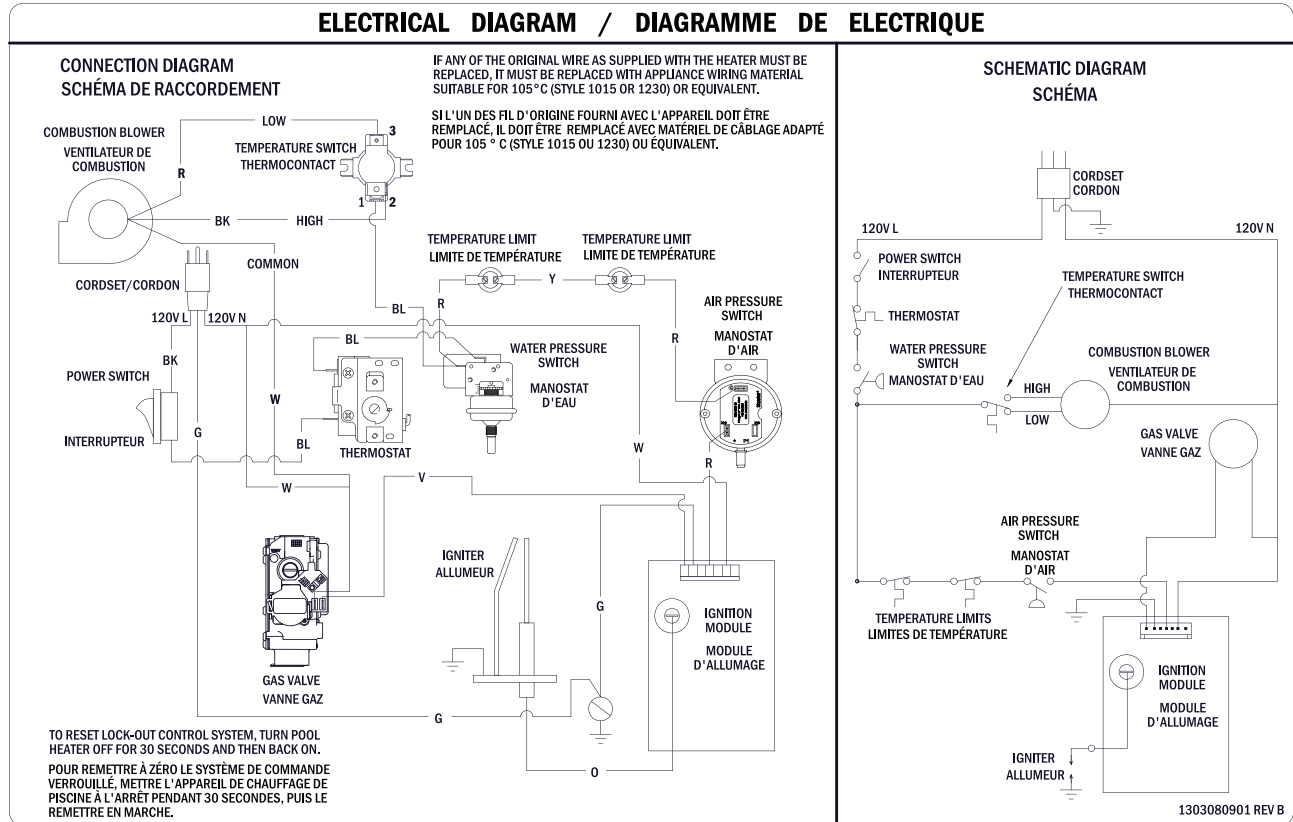 ELECTRICAL DIAGRAM / DIAGRAMME DE ELECTRIQUE
CONNECTION DIAGRAM
SCHÉMA DE RACCORDEMENT
IF ANY OF THE ORIGINAL WIRE AS SUPPLIED WITH THE HEATER MUST BE
REPLACED, IT MUST BE REPLACED WITH APPLIANCE WIRING MATERIAL
SUITABLE FOR 105°C (STYLE 1015 OR 1230) OR EQUIVALENT.
SI L'UN DES FIL D'ORIGINE FOURNI AVEC L'APPAREIL DOIT ÊTRE
REMPLACÉ, IL DOIT ÊTRE REMPLACÉ AVEC MATÉRIEL DE CÂBLAGE ADAPTÉ
POUR 105 ° C (STYLE 1015 OU 1230) OU ÉQUIVALENT.
COMBUSTION BLOWER
VENTILATEUR DE
COMBUSTION
LOW
R
TEMPERATURE SWITCH
THERMOCONTACT
3
1
2
BK
HIGH
COMMON
CORDSET/CORDON
120V L
120V N
BK
POWER SWITCH
INTERRUPTEUR
G
W
TEMPERATURE LIMIT
LIMITE DE TEMPÉRATURE
TEMPERATURE LIMIT
LIMITE DE TEMPÉRATURE
Y
R
BL
BL
BL
THERMOSTAT
WATER PRESSURE
SWITCH
MANOSTAT
D'EAU
AIR PRESSURE
SWITCH
MANOSTAT
D'AIR
R
R
W
V
W
GAS VALVE
VANNE GAZ
IGNITER
ALLUMEUR
G
IGNITION
MODULE
MODULE
D'ALLUMAGE
G
O
TO RESET LOCK-OUT CONTROL SYSTEM, TURN POOL
HEATER OFF FOR 30 SECONDS AND THEN BACK ON.
POUR REMETTRE À ZÉRO LE SYSTÈME DE COMMANDE
VERROUILLÉ, METTRE L'APPAREIL DE CHAUFFAGE DE
PISCINE À L'ARRÊT PENDANT 30 SECONDES, PUIS LE
REMETTRE EN MARCHE.
SCHEMATIC DIAGRAM
SCHÉMA
CORDSET
CORDON
120V L
120V N
POWER SWITCH
INTERRUPTEUR
TEMPERATURE SWITCH
THERMOCONTACT
THERMOSTAT
WATER PRESSURE
SWITCH
MANOSTAT D'EAU
COMBUSTION BLOWER
VENTILATEUR DE
COMBUSTION
HIGH
LOW
GAS VALVE
VANNE GAZ
AIR PRESSURE
SWITCH
MANOSTAT
D'AIR
TEMPERATURE LIMITS
LIMITES DE TEMPÉRATURE
IGNITION
MODULE
MODULE
D'ALLUMAGE
IGNITER
ALLUMEUR
1303080901 REV B